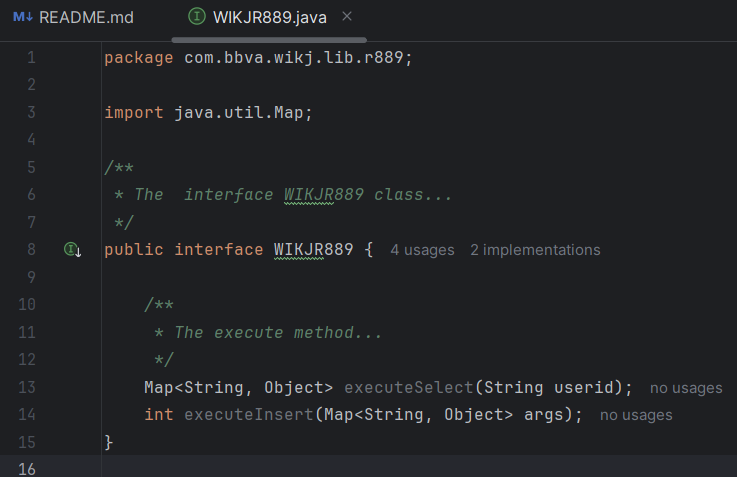 M↓ README.md WIKJR889.java ×
1 package com.bbva.wikj.lib.r889;
2
3 import java.util.Map;
4
5 /**
6 * The  interface WIKJR889 class...
7 */
8 public interface WIKJR889 { 4 usages 2 implementations
9
10 /**
11 * The execute method...
12 */
13 Map<String, Object> executeSelect(String userid); no usages
14 int executeInsert(Map<String, Object> args); no usages
15 }
16